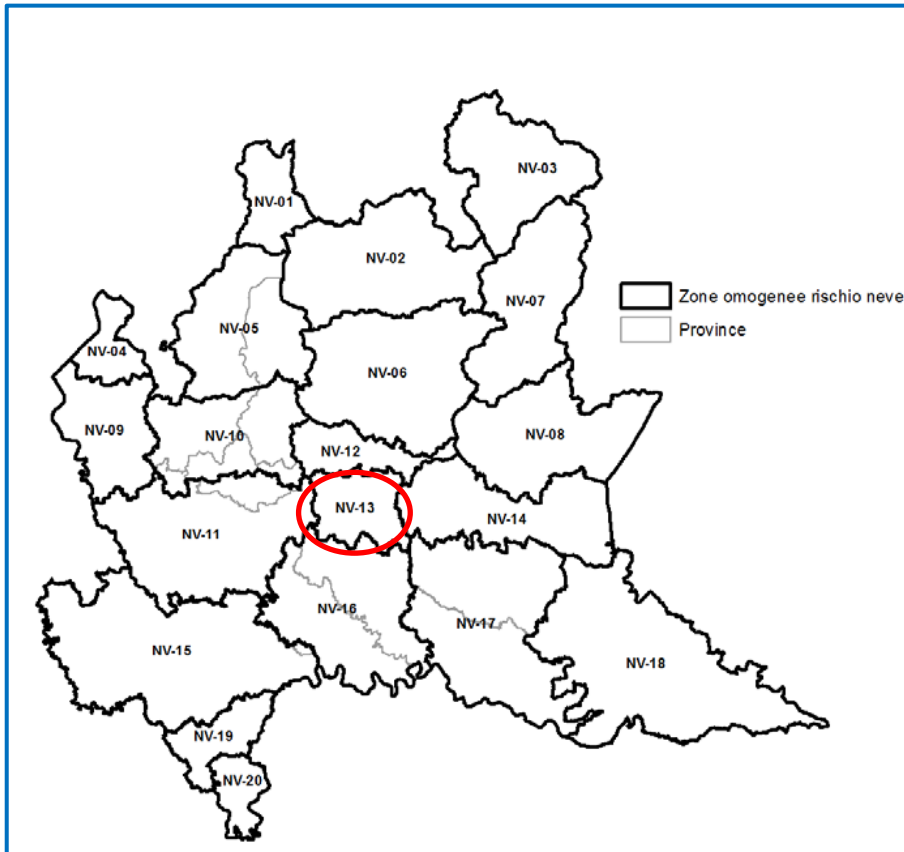 NV-03
NV-01
NV-02
NV-07
Zone omogenee rischio neve
Province
NV-05
NV-04
NV-06
NV-09
NV-10
NV-08
NV-12
NV-13
NV-14
NV-11
NV-16
NV-17
NV-15
NV-18
NV-19
NV-20